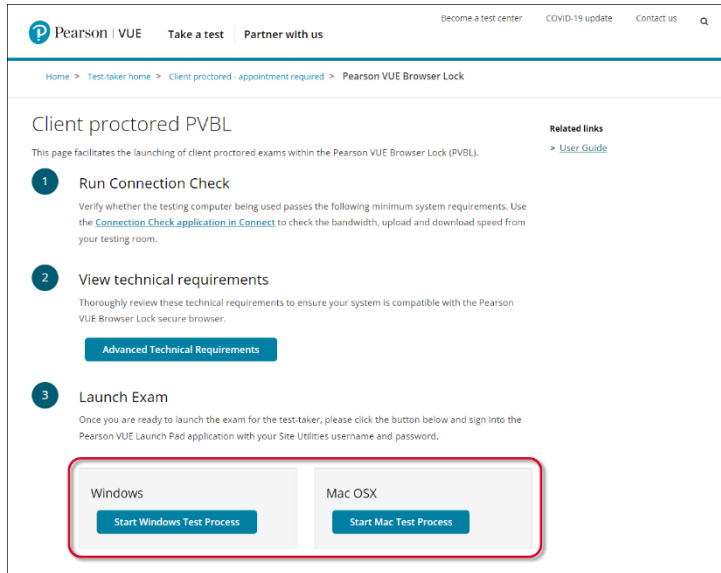 Become a test center COVID-19 update Contact us
Pearson | VUE Take a test Partner with us
Home > Test-taker home > Client proctored - appointment required > Pearson VUE Browser Lock
Client proctored PVBL
Related links
This page facilitates the launching of client proctored exams within the Pearson VUE Browser Lock (PVBL).
> User Guide
1 Run Connection Check
Verify whether the testing computer being used passes the following minimum system requirements. Use
the Connection Check application in Connect to check the bandwidth, upload and download speed from
your testing room.
2 View technical requirements
Thoroughly review these technical requirements to ensure your system is compatible with the Pearson
VUE Browser Lock secure browser.
Advanced Technical Requirements
3 Launch Exam
Once you are ready to launch the exam for the test-taker, please click the button below and sign into the
Pearson VUE Launch Pad application with your Site Utilities username and password.
Windows Mac OSX
Start Windows Test Process Start Mac Test Process